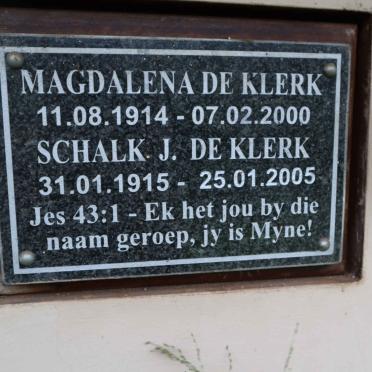 MAGDALENA DE KLERK
11.08.1914 - 07.02.2000
SCHALK J. DE KLERK
31.01.1915 - 25.01.2005
Jes 43:1 - Ek het jou by die
naam geroep, jy is Myne!